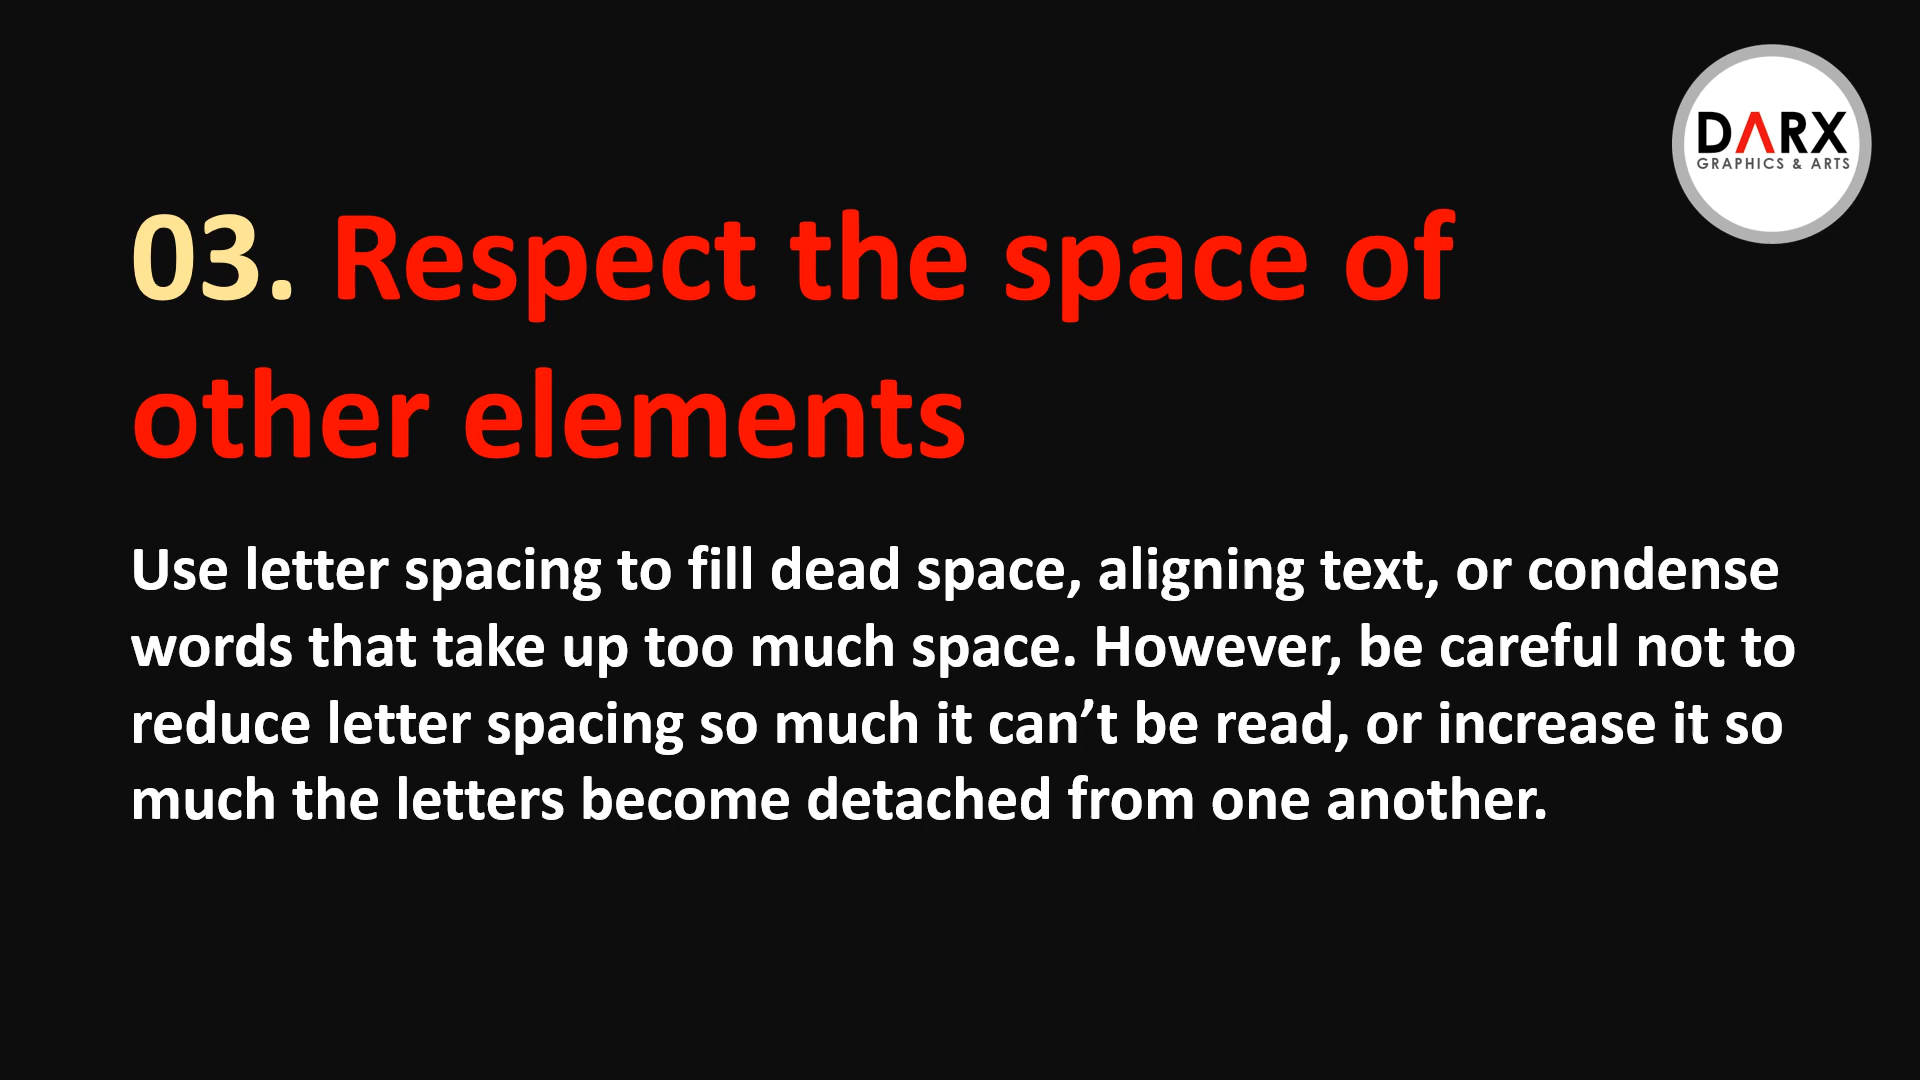 DARX
GRAPHICS & ARTS
03. Respect the space of
other elements
Use letter spacing to fill dead space, aligning text, or condense
words that take up too much space. However, be careful not to
reduce letter spacing so much it can’t be read, or increase it so
much the letters become detached from one another.